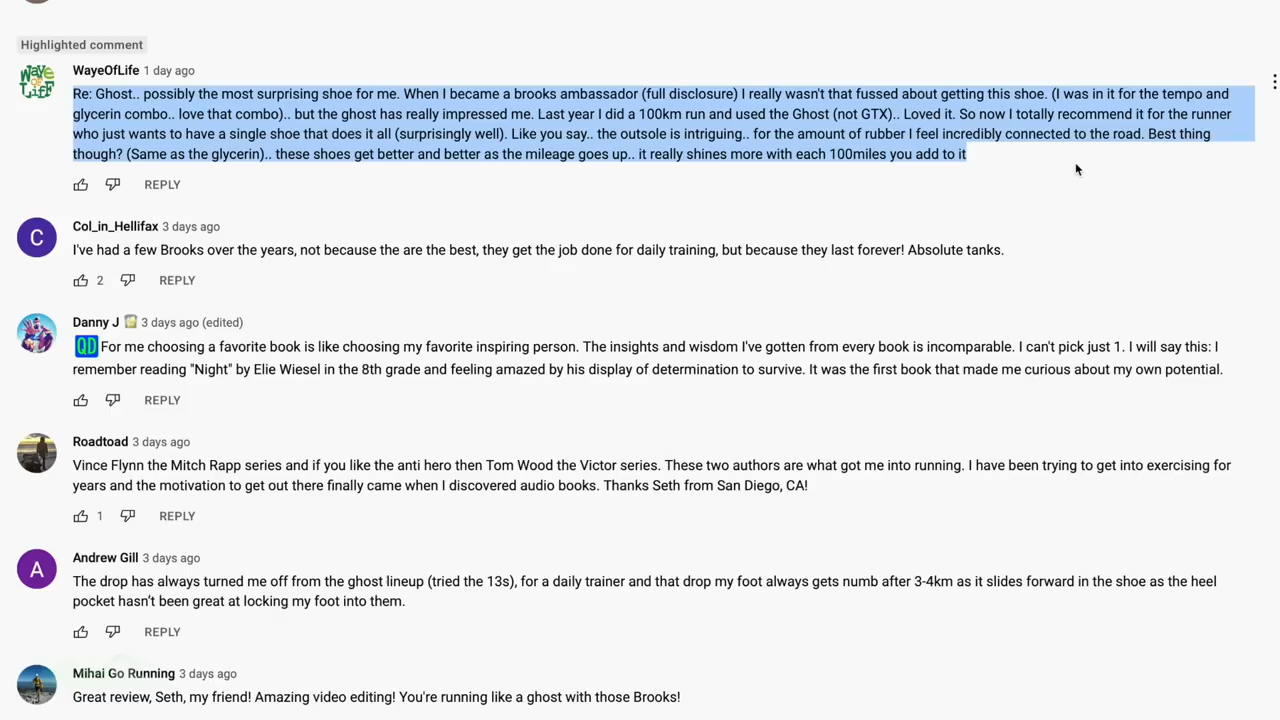 Highlighted comment
WayeOfLife 1 day ago
Re: Ghost.. possibly the most surprising shoe for me. When I became a brooks ambassador (full disclosure) I really wasn't that fussed about getting this shoe. (I was in it for the tempo and
glycerin combo.. love that combo).. but the ghost has really impressed me. Last year I did a 100km run and used the Ghost (not GTX).. Loved it. So now I totally recommend it for the runner
who just wants to have a single shoe that does it all (surprisingly well). Like you say.. the outsole is intriguing.. for the amount of rubber I feel incredibly connected to the road. Best thing
though? (Same as the glycerin).. these shoes get better and better as the mileage goes up.. it really shines more with each 100miles you add to it
REPLY
C
Col_in_Hellifax 3 days ago
I've had a few Brooks over the years, not because the are the best, they get the job done for daily training, but because they last forever! Absolute tanks.
2 REPLY
Danny J 3 days ago (edited)
QD For me choosing a favorite book is like choosing my favorite inspiring person. The insights and wisdom I've gotten from every book is incomparable. I can't pick just 1. I will say this: I
remember reading "Night" by Elie Wiesel in the 8th grade and feeling amazed by his display of determination to survive. It was the first book that made me curious about my own potential.
REPLY
Roadtoad 3 days ago
Vince Flynn the Mitch Rapp series and if you like the anti hero then Tom Wood the Victor series. These two authors are what got me into running. I have been trying to get into exercising for
years and the motivation to get out there finally came when I discovered audio books. Thanks Seth from San Diego, CA!
1 REPLY
A
Andrew Gill 3 days ago
The drop has always turned me off from the ghost lineup (tried the 13s), for a daily trainer and that drop my foot always gets numb after 3-4km as it slides forward in the shoe as the heel
pocket hasn't been great at locking my foot into them.
REPLY
Mihai Go Running 3 days ago
Great review, Seth, my friend! Amazing video editing! You're running like a ghost with those Brooks!